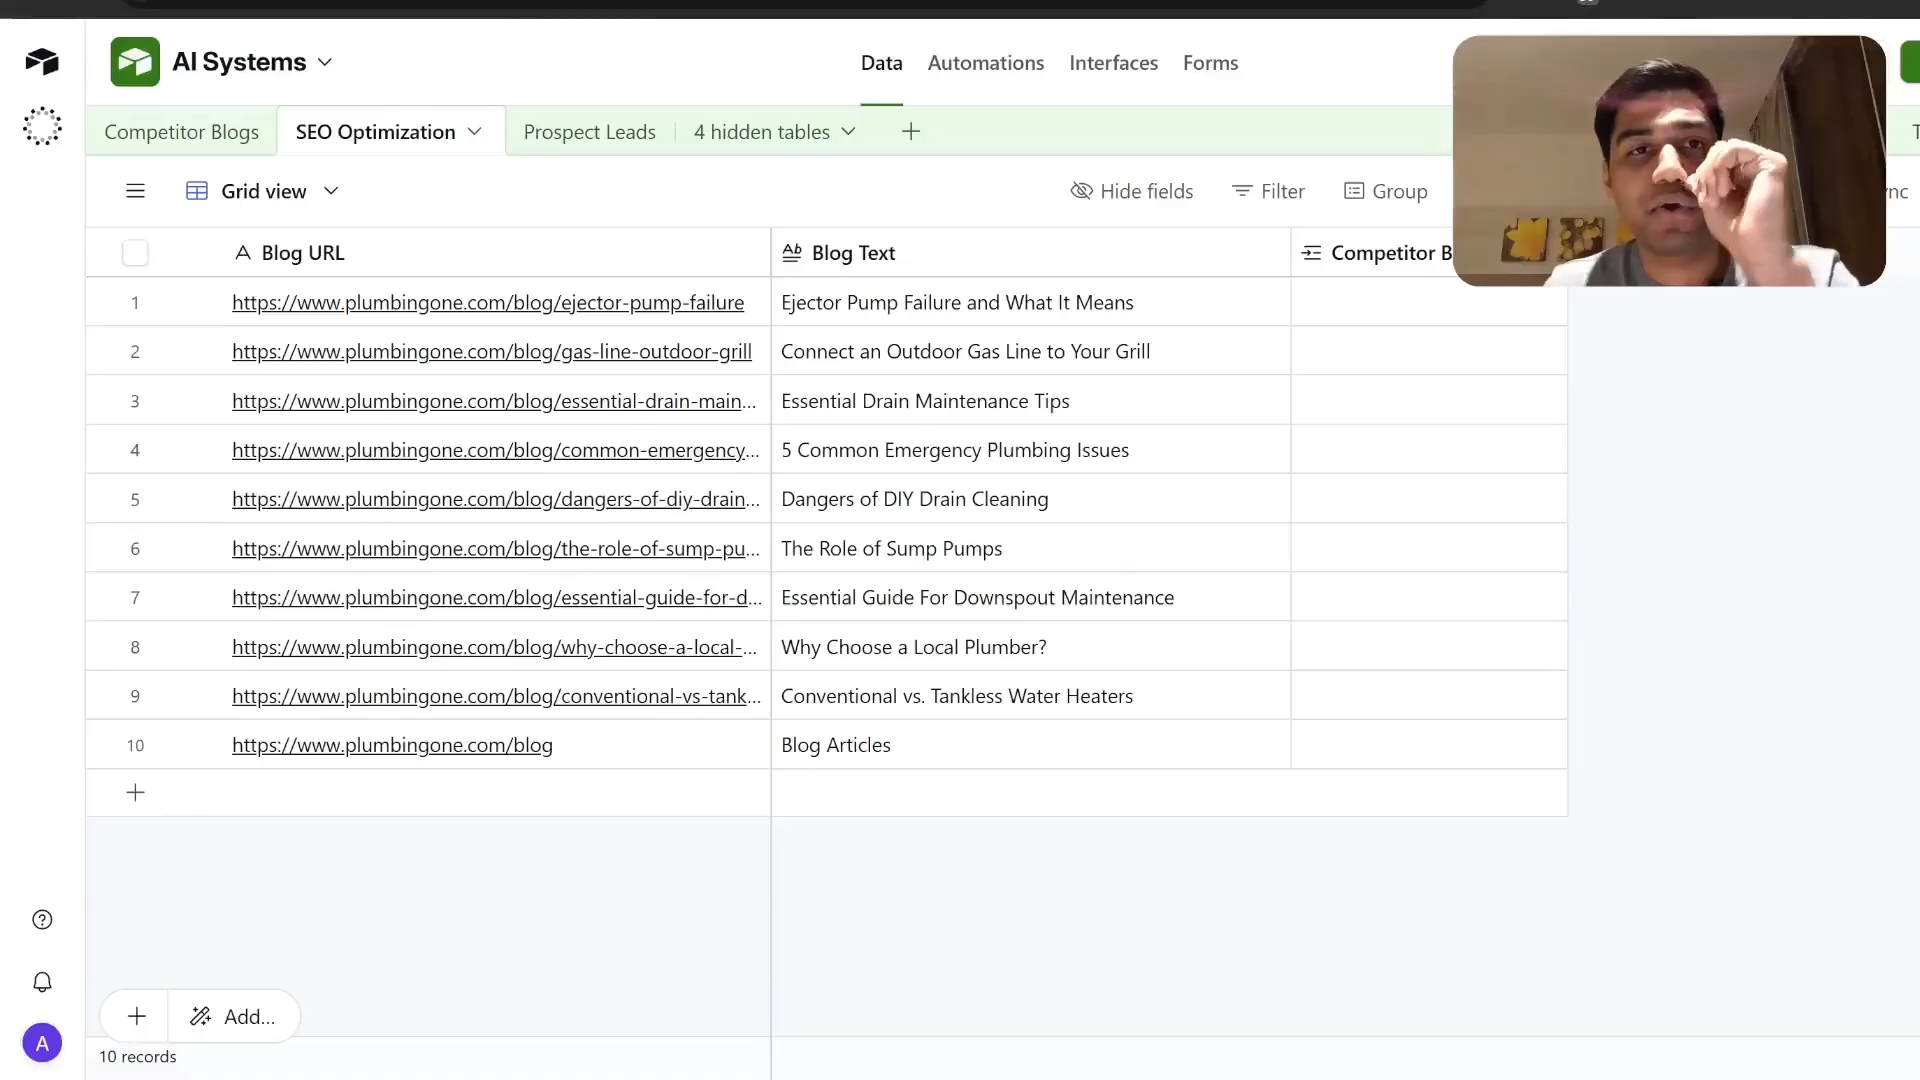 AI Systems
Data Automations Interfaces Forms
Competitor Blogs SEO Optimization Prospect Leads 4 hidden tables
Grid view Hide fields Filter Group
Blog URL Blog Text Competitor B
1 https://www.plumbingone.com/blog/ejector-pump-failure Ejector Pump Failure and What It Means
2 https://www.plumbingone.com/blog/gas-line-outdoor-grill Connect an Outdoor Gas Line to Your Grill
3 https://www.plumbingone.com/blog/essential-drain-main... Essential Drain Maintenance Tips
4 https://www.plumbingone.com/blog/common-emergency... 5 Common Emergency Plumbing Issues
5 https://www.plumbingone.com/blog/dangers-of-diy-drain... Dangers of DIY Drain Cleaning
6 https://www.plumbingone.com/blog/the-role-of-sump-pu... The Role of Sump Pumps
7 https://www.plumbingone.com/blog/essential-guide-for-d... Essential Guide For Downspout Maintenance
8 https://www.plumbingone.com/blog/why-choose-a-local-... Why Choose a Local Plumber?
9 https://www.plumbingone.com/blog/conventional-vs-tank... Conventional vs. Tankless Water Heaters
10 https://www.plumbingone.com/blog Blog Articles
Add...
A
10 records